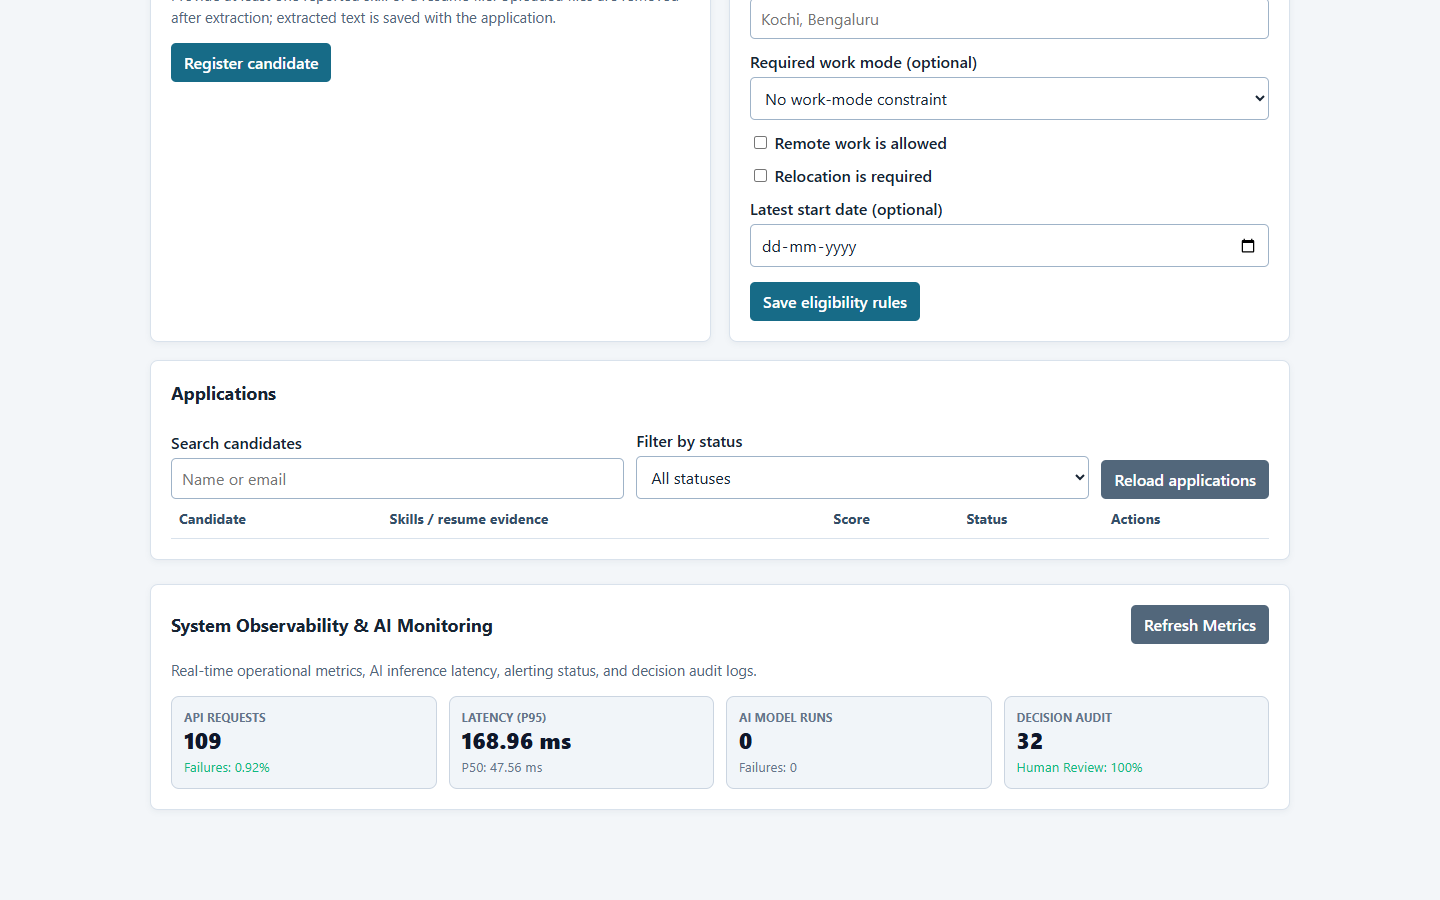 after extraction; extracted text is saved with the application.
Register candidate
Kochi, Bengaluru
Required work mode (optional)
No work-mode constraint
Remote work is allowed
Relocation is required
Latest start date (optional)
dd-mm-yyyy
Save eligibility rules
Applications
Search candidates
Name or email
Filter by status
All statuses
Reload applications
Candidate Skills / resume evidence Score Status Actions
System Observability & AI Monitoring
Refresh Metrics
Real-time operational metrics, AI inference latency, alerting status, and decision audit logs.
API REQUESTS
109
Failures: 0.92%
LATENCY (P95)
168.96 ms
P50: 47.56 ms
AI MODEL RUNS
0
Failures: 0
DECISION AUDIT
32
Human Review: 100%